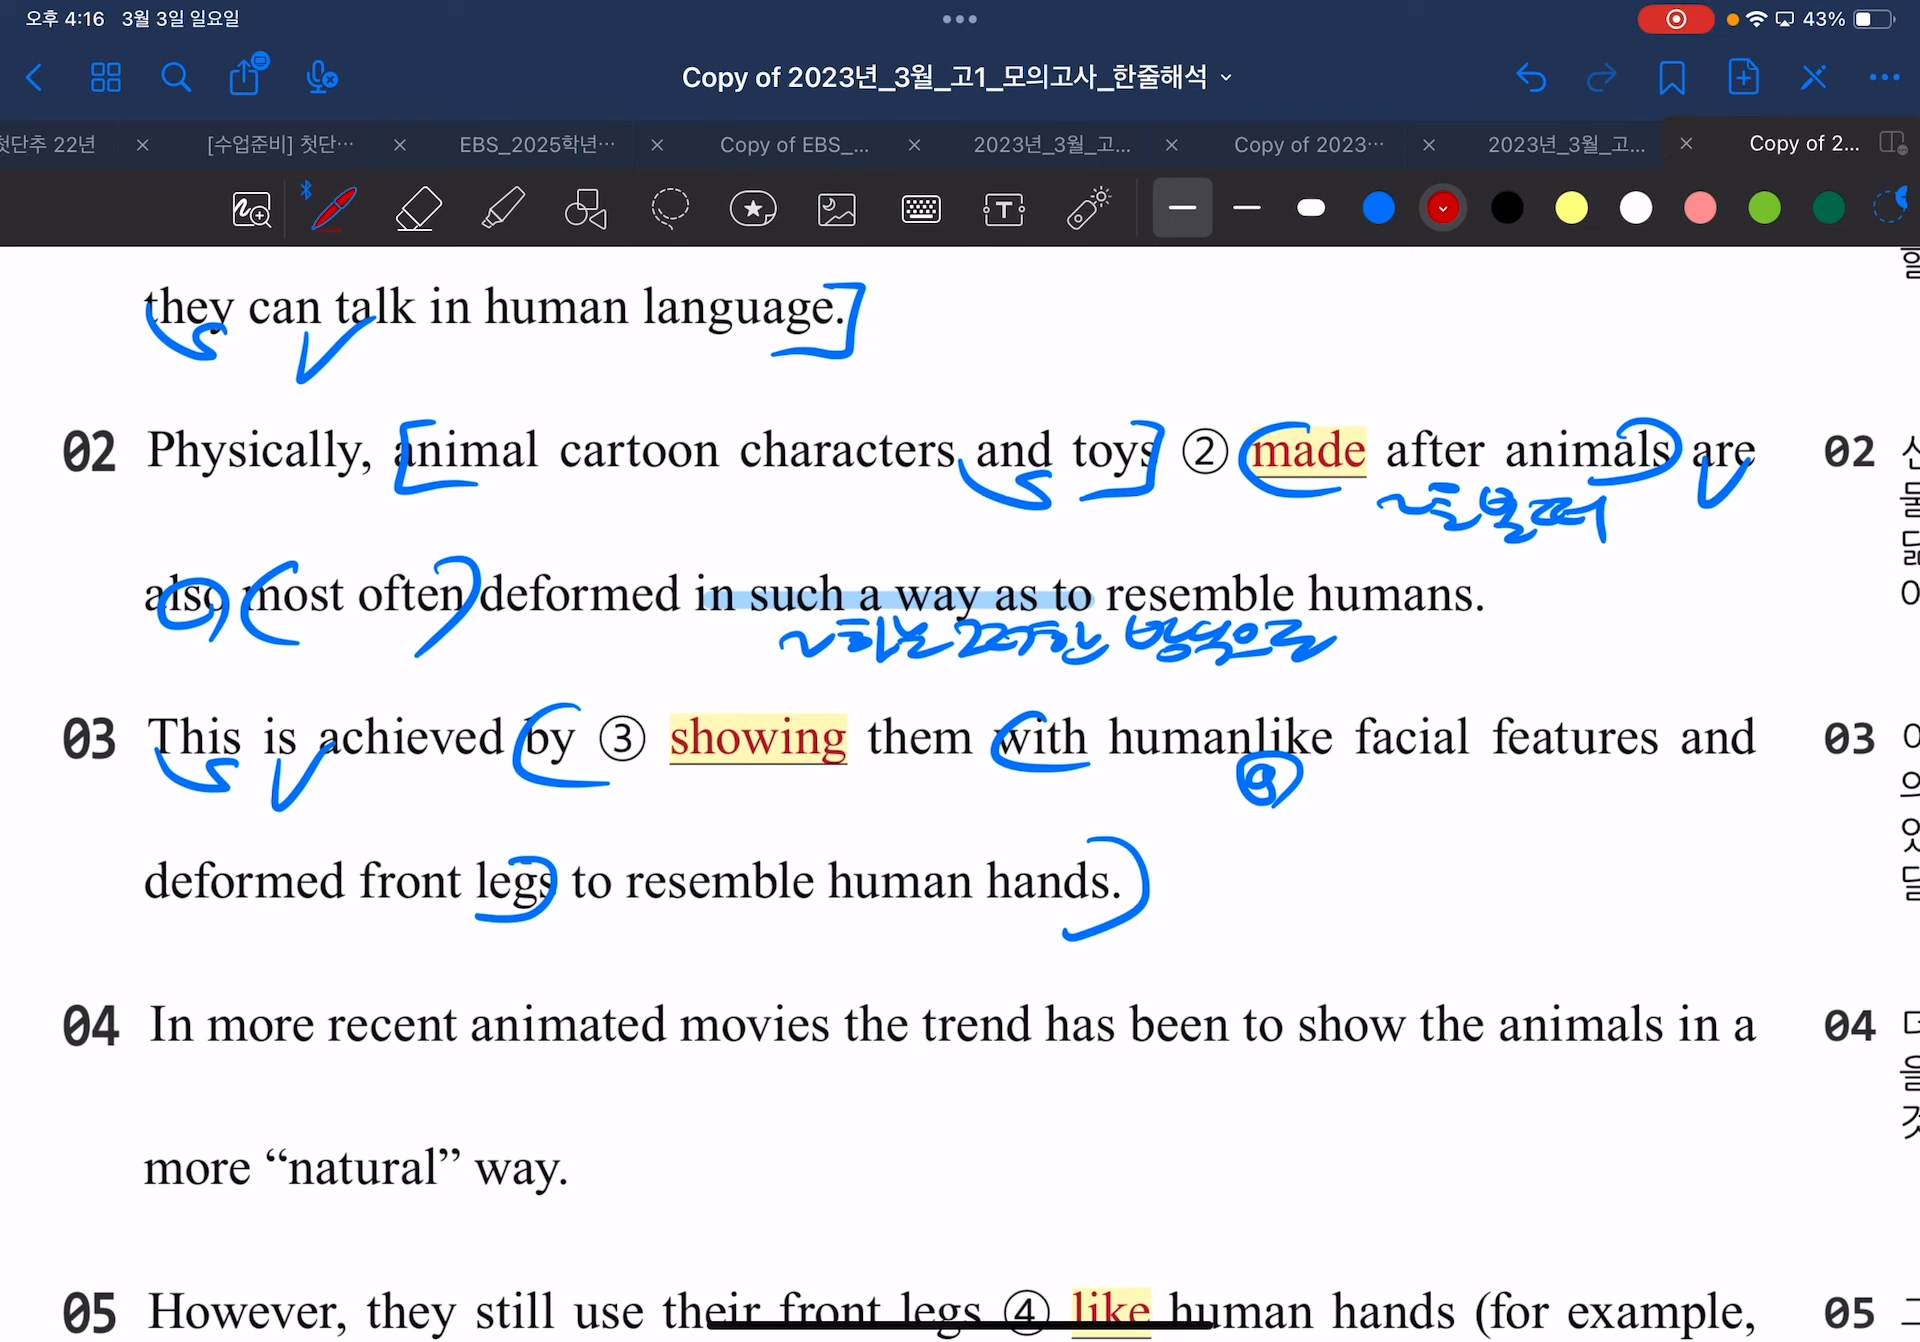 오후 4:16 3월 3일 일요일
43%
Copy of 2023년_3월_고1_모의고사_한줄해석
첫단추 22년
[수업준비] 첫단…
EBS_2025학년…
Copy of EBS_...
2023년_3월_고...
Copy of 2023…
2023년_3월_고...
Copy of 2...
they can talk in human language.
02 Physically, animal cartoon characters and toys ② made after animals are
~를 본떠
also most often deformed in such a way as to resemble humans.
~하는 그러한 방식으로
03 This is achieved by ③ showing them with humanlike facial features and
deformed front legs to resemble human hands.
04 In more recent animated movies the trend has been to show the animals in a
more “natural” way.
05 However, they still use their front legs ④ like human hands (for example,
02
03
04
05